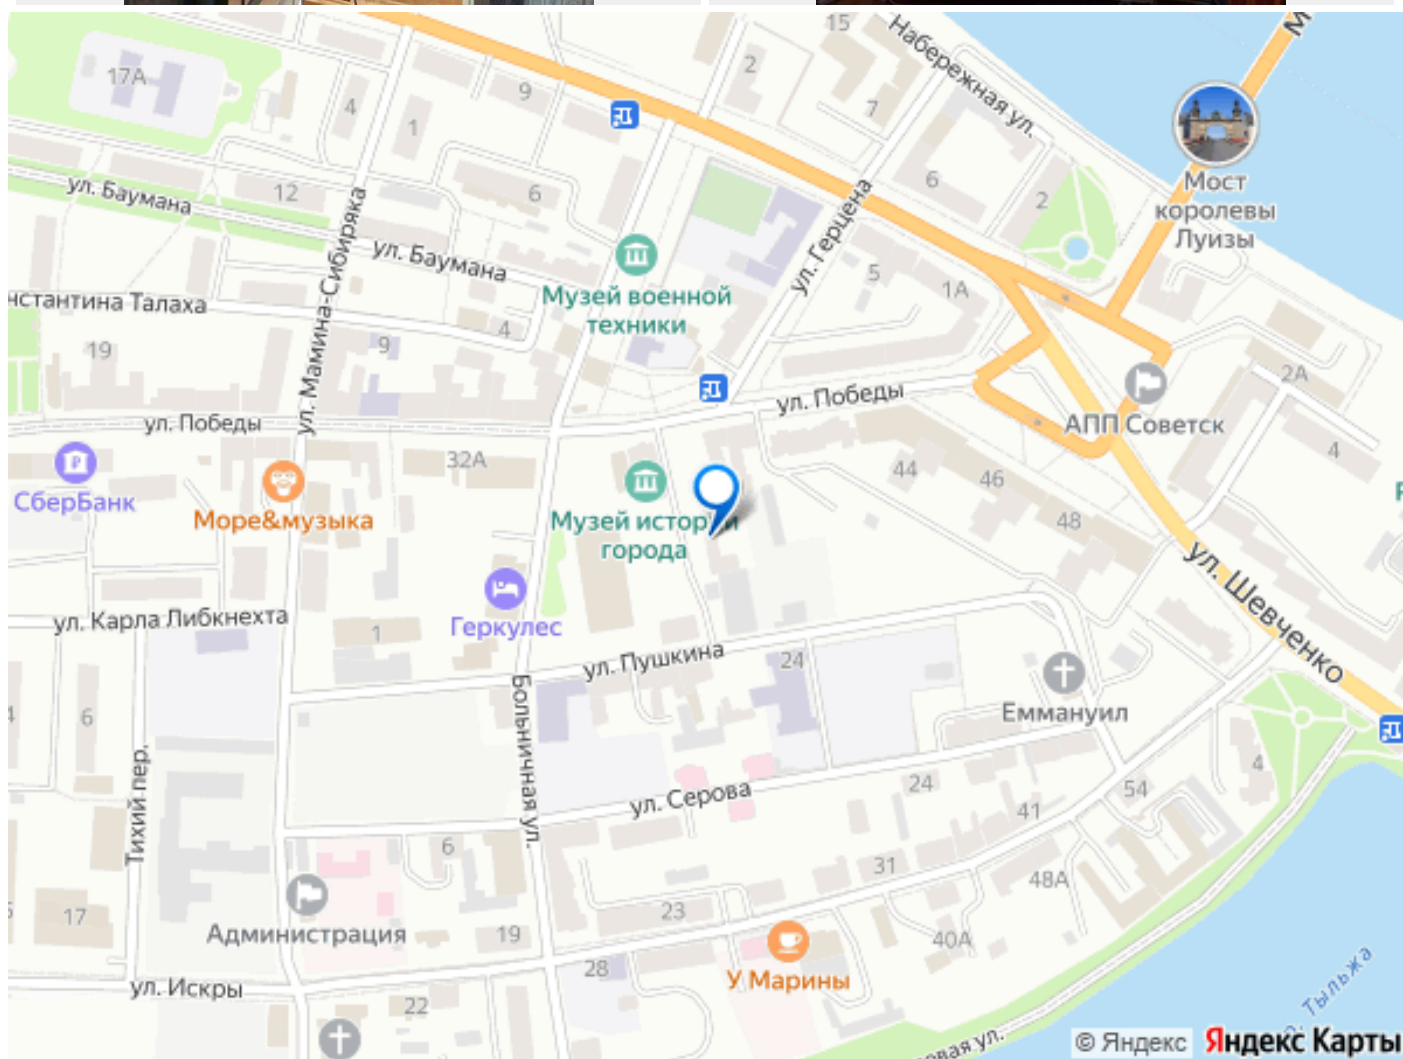 15
Набережная ул.
М
17А
2
9
4
1
7
Мост
королевы
Луизы
6
2
ул. Баумана
12
6
ул. Мамина-Сибиряка
ул. Баумана
ул. Герцена
5
1А
Музей военной
техники
нстантина Талаха
4
19
9
2А
АПП Советск
ул. Победы
ул. Победы
4
СберБанк
32А
44
46
Море&музыка
Музей истории
города
48
ул. Шевченко
ул. Карла Либкнехта
1
Геркулес
ул. Пушкина
24
Еммануил
6
Больничная ул.
Тихий пер.
ул. Серова
24
4
54
41
6
31
48А
17
Администрация
23
19
40А
28
У Марины
ул. Искры
22
Тыльжа
овая ул.
© Яндекс Яндекс Карты